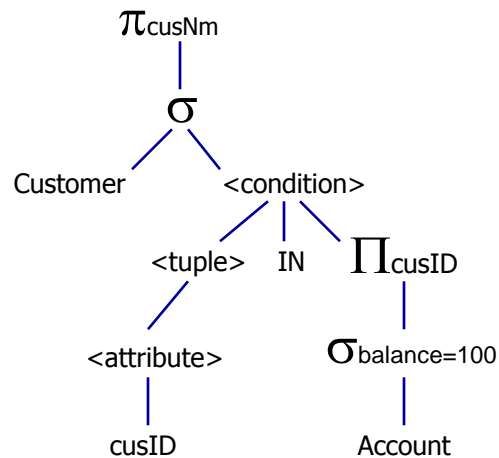 πcusNm
σ
Customer <condition>
<tuple> IN ΠcusID
<attribute> σbalance=100
cusID Account